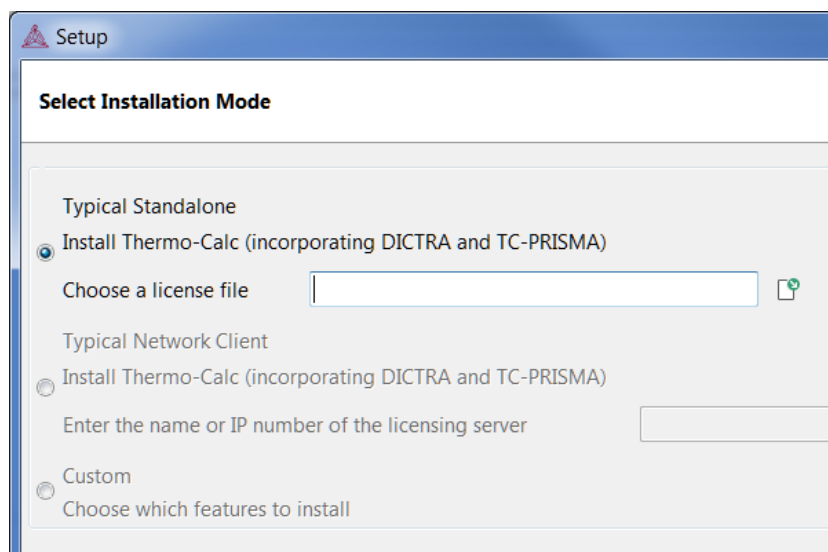 Setup
Select Installation Mode
Typical Standalone
Install Thermo-Calc (incorporating DICTRA and TC-PRISMA)
Choose a license file
Typical Network Client
Install Thermo-Calc (incorporating DICTRA and TC-PRISMA)
Enter the name or IP number of the licensing server
Custom
Choose which features to install